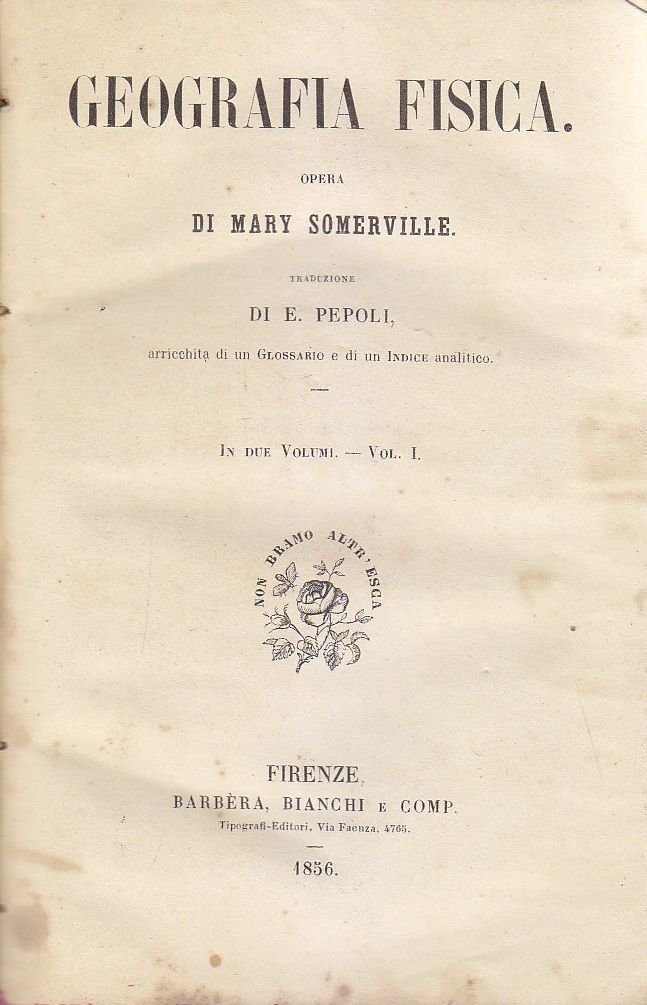 GEOGRAFIA FISICA.
OPERA
DI MARY SOMERVILLE.
TRADUZIONE
DI E. PEPOLI,
arricchita di un GLOSSARIO e di un INDICE analitico.
IN DUE VOLUMI. — VOL. I.
NON BRAMO ALTR' ESCA
FIRENZE,
BARBÈRA, BIANCHI E COMP.
Tipografi-Editori, Via Faenza, 4765.
1856.